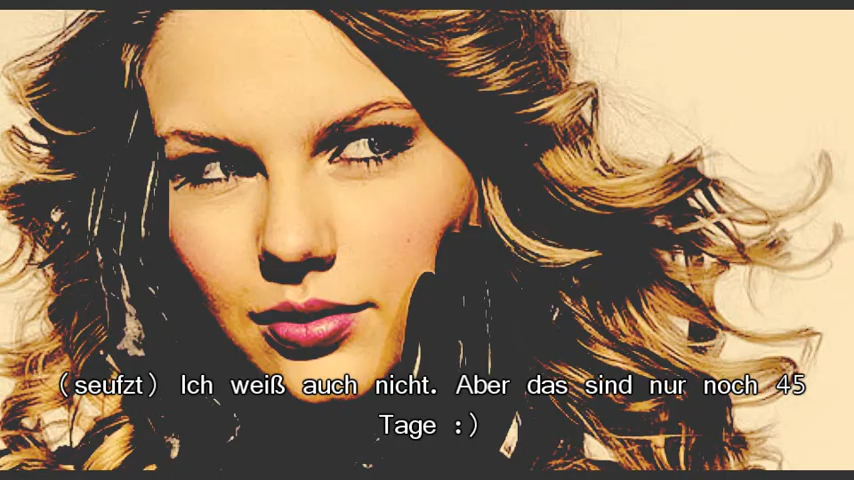 (seufzt) Ich weiß auch nicht. Aber das sind nur noch 45
Tage :)